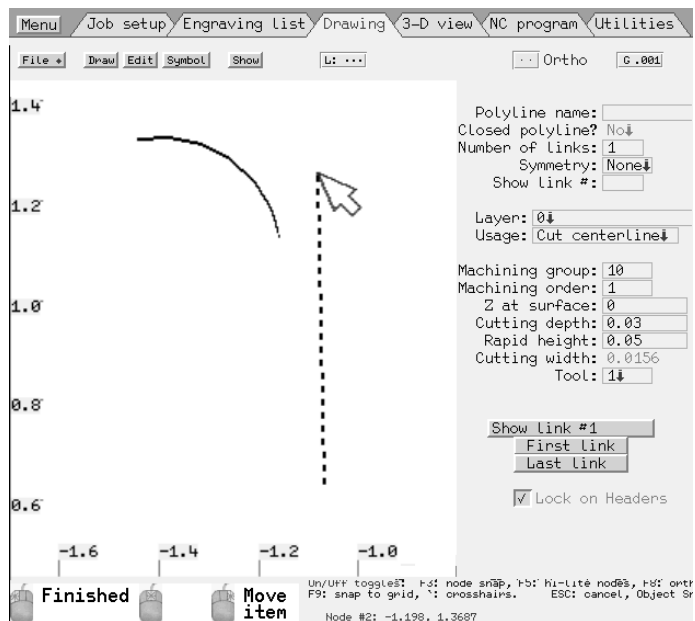 Menu Job setup Engraving list Drawing 3-D view NC program Utilities
File Draw Edit Symbol Show L: ··· ·· Ortho G .001
1.4
1.2
1.0
0.8
0.6
-1.6 -1.4 -1.2 -1.0
Polyline name:
Closed polyline? No
Number of links: 1
Symmetry: None
Show link #:
Layer: 0
Usage: Cut centerline
Machining group: 10
Machining order: 1
Z at surface: 0
Cutting depth: 0.03
Rapid height: 0.05
Cutting width: 0.0156
Tool: 1
Show link #1
First link
Last link
Lock on Headers
Finished Move item
On/Off toggles: F3: node snap, F5: hi-lite nodes, F8: orth
F9: snap to grid, `: crosshairs. ESC: cancel, Object Sn
Node #2: -1.198, 1.3687